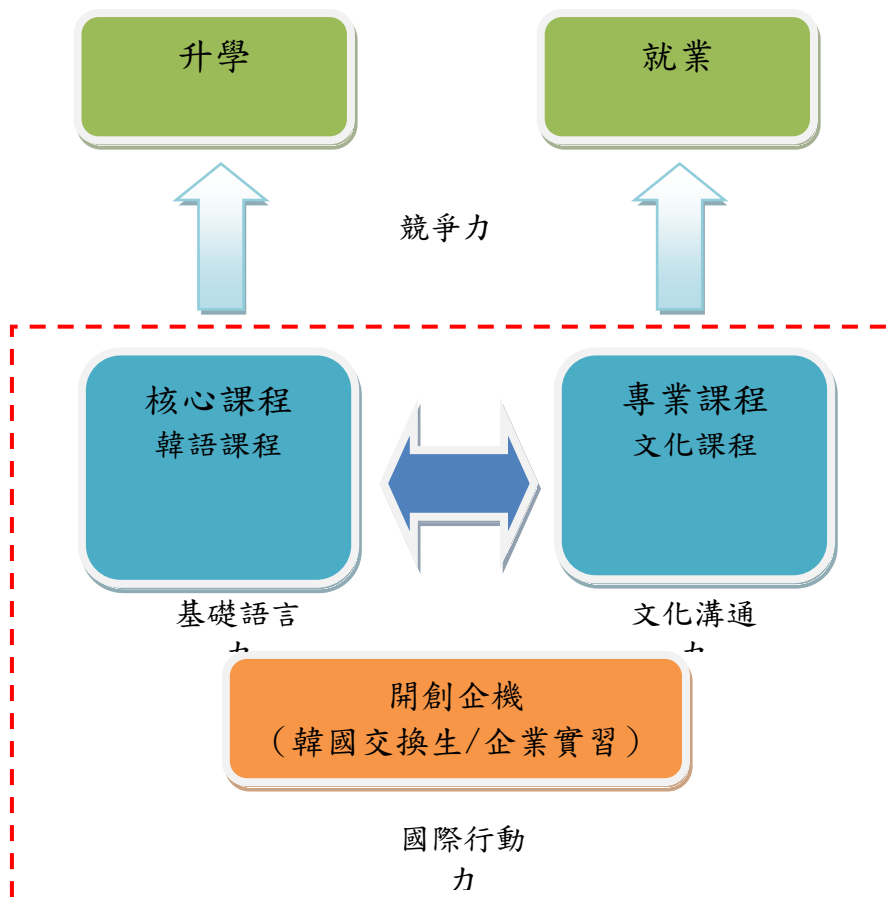 升學
就業
競爭力
核心課程
韓語課程
專業課程
文化課程
基礎語言
力
文化溝通
力
開創企機
（韓國交換生/企業實習）
國際行動
力